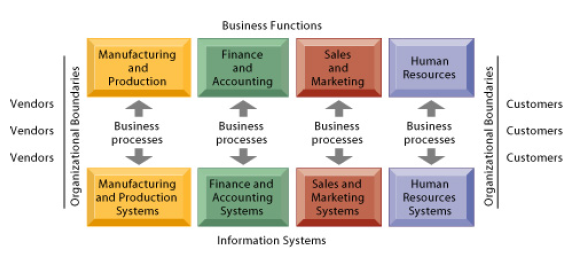 Business Functions
Manufacturing
and
Production
Finance
and
Accounting
Sales
and
Marketing
Human
Resources
Vendors
Vendors
Vendors
Organizational Boundaries
Business
processes
Business
processes
Business
processes
Business
processes
Organizational Boundaries
Customers
Customers
Customers
Manufacturing
and Production
Systems
Finance and
Accounting
Systems
Sales and
Marketing
Systems
Human
Resources
Systems
Information Systems